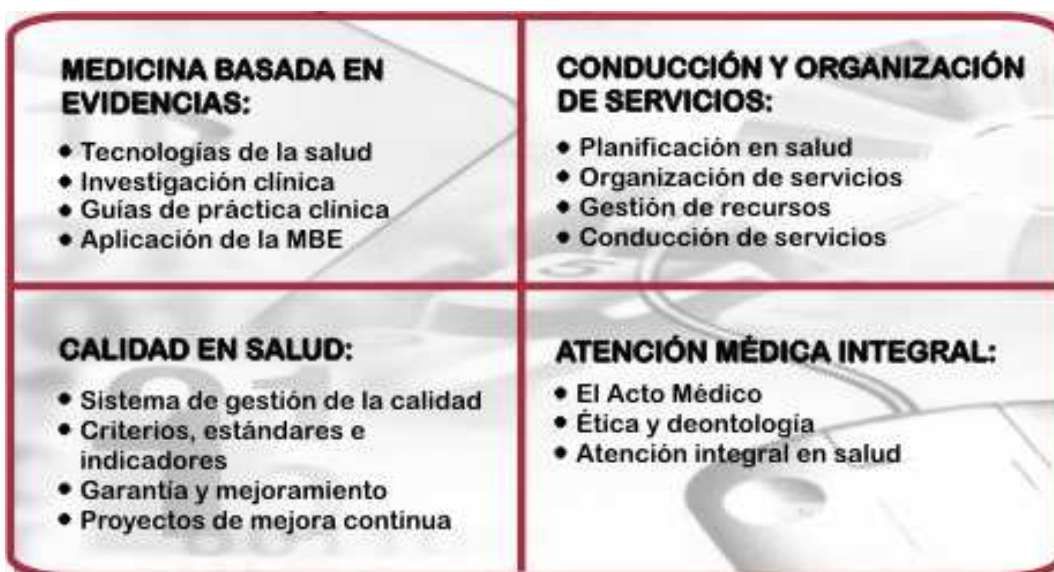 MEDICINA BASADA EN
EVIDENCIAS:
• Tecnologías de la salud
• Investigación clínica
• Guías de práctica clínica
• Aplicación de la MBE
CONDUCCIÓN Y ORGANIZACIÓN
DE SERVICIOS:
• Planificación en salud
• Organización de servicios
• Gestión de recursos
• Conducción de servicios
CALIDAD EN SALUD:
• Sistema de gestión de la calidad
• Criterios, estándares e
indicadores
• Garantía y mejoramiento
• Proyectos de mejora continua
ATENCIÓN MÉDICA INTEGRAL:
• El Acto Médico
• Ética y deontología
• Atención integral en salud